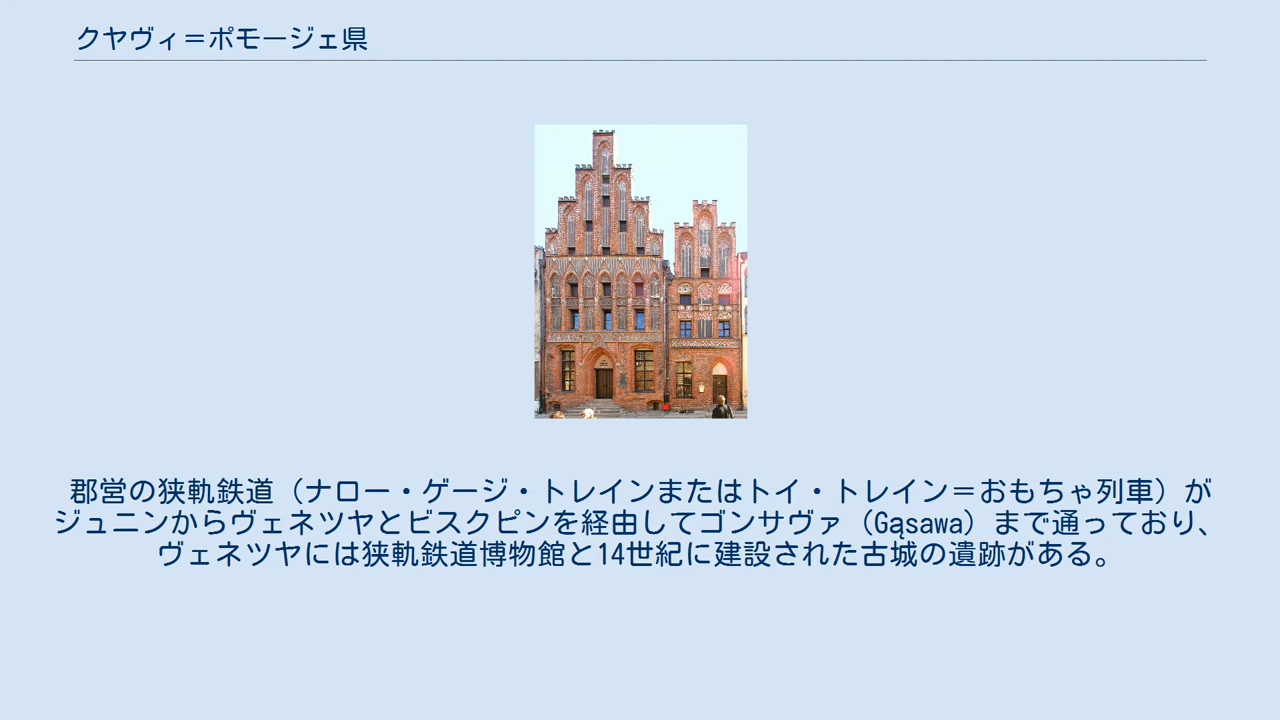 クヤヴィ＝ポモージェ県
郡営の狭軌鉄道（ナロー・ゲージ・トレインまたはトイ・トレイン＝おもちゃ列車）が
ジュニンからヴェネツヤとビスクピンを経由してゴンサヴァ（Gąsawa）まで通っており、
ヴェネツヤには狭軌鉄道博物館と14世紀に建設された古城の遺跡がある。